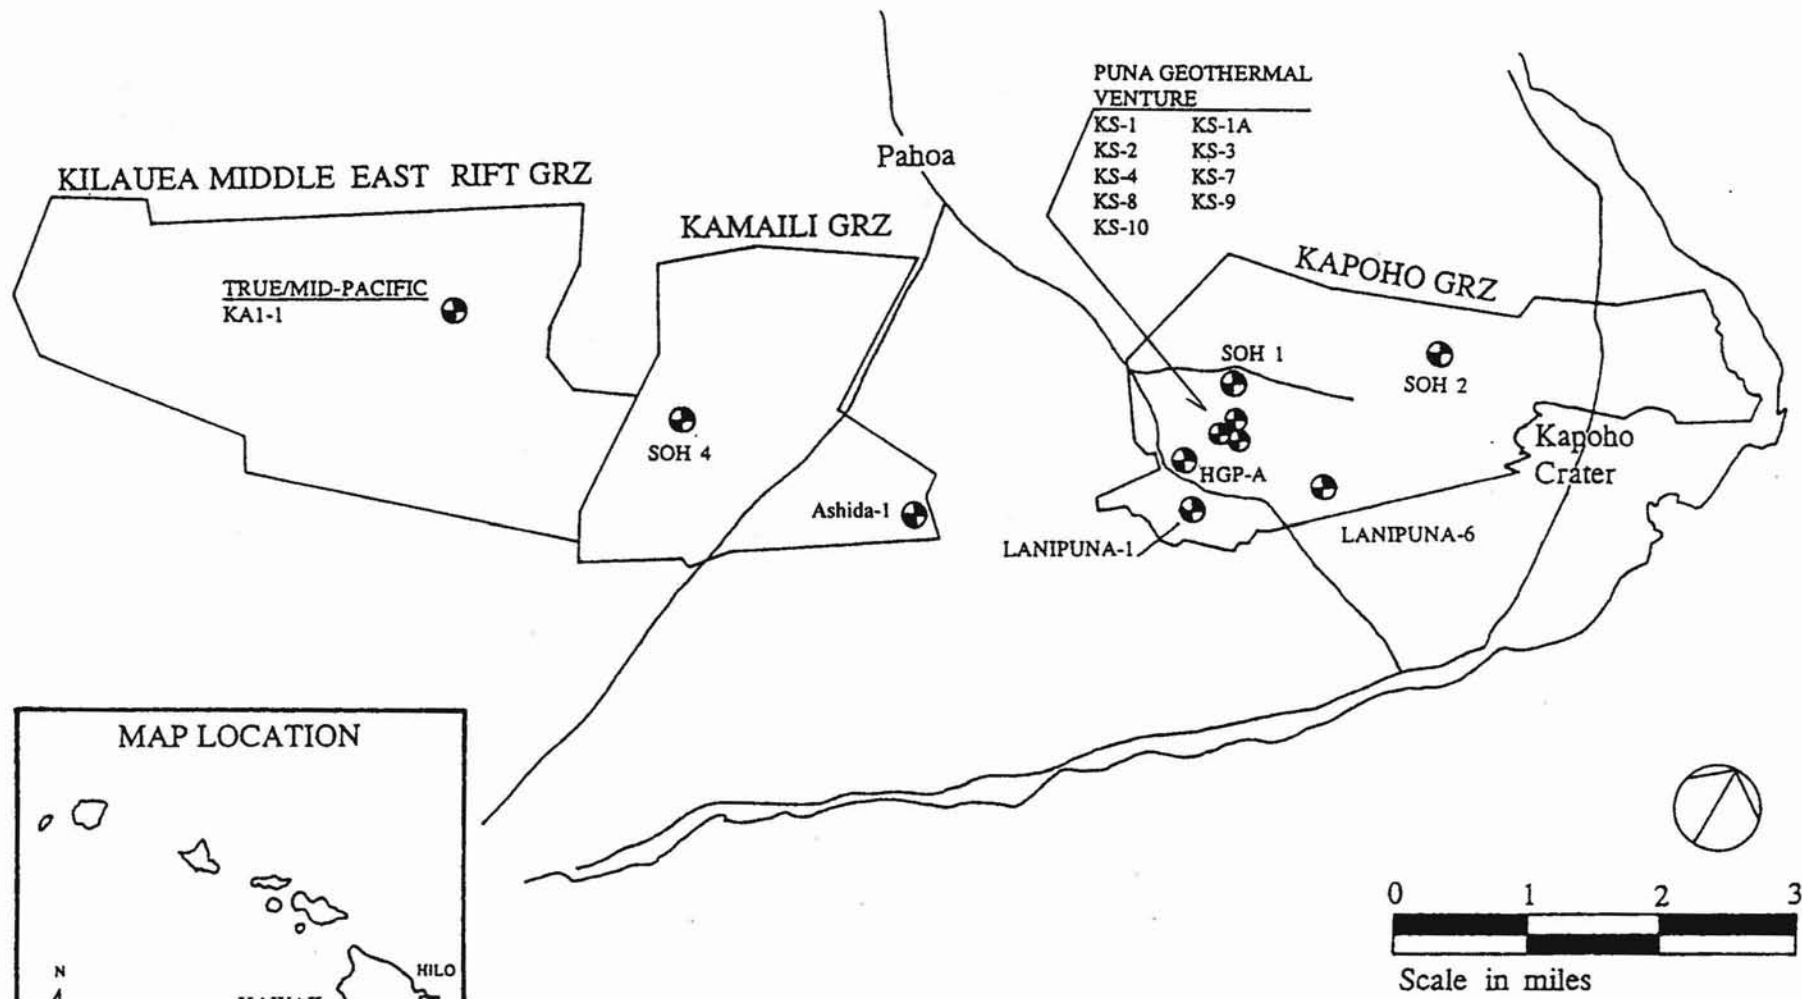 PUNA GEOTHERMAL
VENTURE
KS-1 KS-1A
KS-2 KS-3
KS-4 KS-7
KS-8 KS-9
KS-10
Pahoa
KILAUEA MIDDLE EAST RIFT GRZ
KAMAILI GRZ
KAPOHO GRZ
TRUE/MID-PACIFIC
KA1-1
SOH 1
SOH 2
SOH 4
Kapoho
Crater
HGP-A
Ashida-1
LANIPUNA-1
LANIPUNA-6
MAP LOCATION
N
HILO
0 1 2 3
Scale in miles